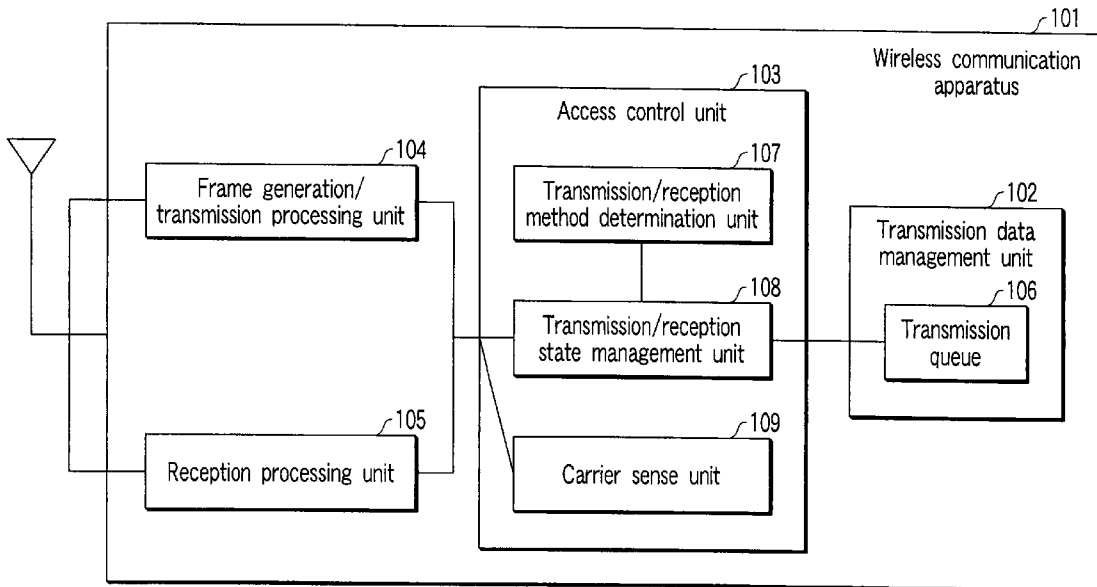 101
Wireless communication
apparatus
103
Access control unit
104
Frame generation/
transmission processing unit
107
Transmission/reception
method determination unit
102
Transmission data
management unit
106
Transmission
queue
108
Transmission/reception
state management unit
105
Reception processing unit
109
Carrier sense unit